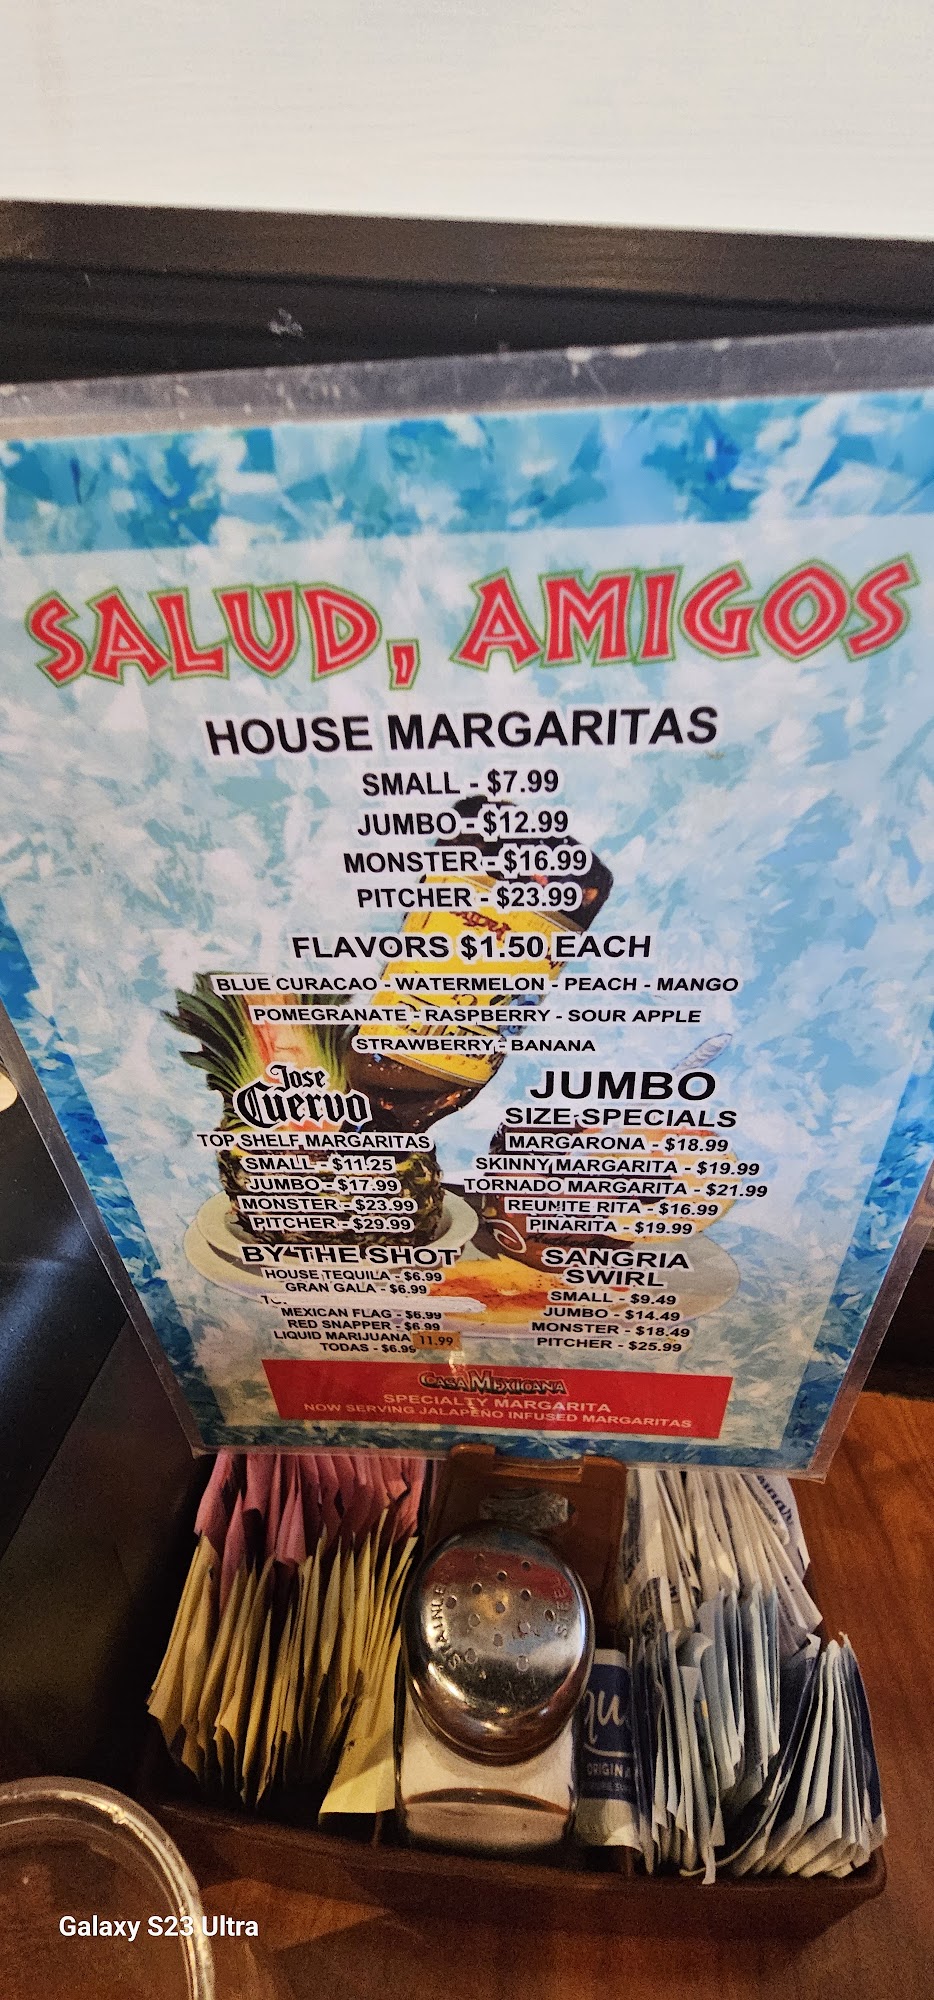 SALUD, AMIGOS
HOUSE MARGARITAS
SMALL - $7.99
JUMBO - $12.99
MONSTER - $16.99
PITCHER - $23.99
FLAVORS $1.50 EACH
BLUE CURACAO - WATERMELON - PEACH - MANGO
POMEGRANATE - RASPBERRY - SOUR APPLE
STRAWBERRY - BANANA
Jose
Cuervo
TOP SHELF MARGARITAS
SMALL - $11.25
JUMBO - $17.99
MONSTER - $23.99
PITCHER - $29.99
BY THE SHOT
HOUSE TEQUILA - $6.99
GRAN GALA - $6.99
MEXICAN FLAG - $6.99
RED SNAPPER - $6.99
LIQUID MARIJUANA 11.99
TODAS - $6.99
JUMBO
SIZE SPECIALS
MARGARONA - $18.99
SKINNY MARGARITA - $19.99
TORNADO MARGARITA - $21.99
REUNITE RITA - $16.99
PINARITA - $19.99
SANGRIA
SWIRL
SMALL - $9.49
JUMBO - $14.49
MONSTER - $18.49
PITCHER - $25.99
CASA MEXICANA
SPECIALTY MARGARITA
NOW SERVING JALAPEÑO INFUSED MARGARITAS
STAINLE
STEEL
Galaxy S23 Ultra